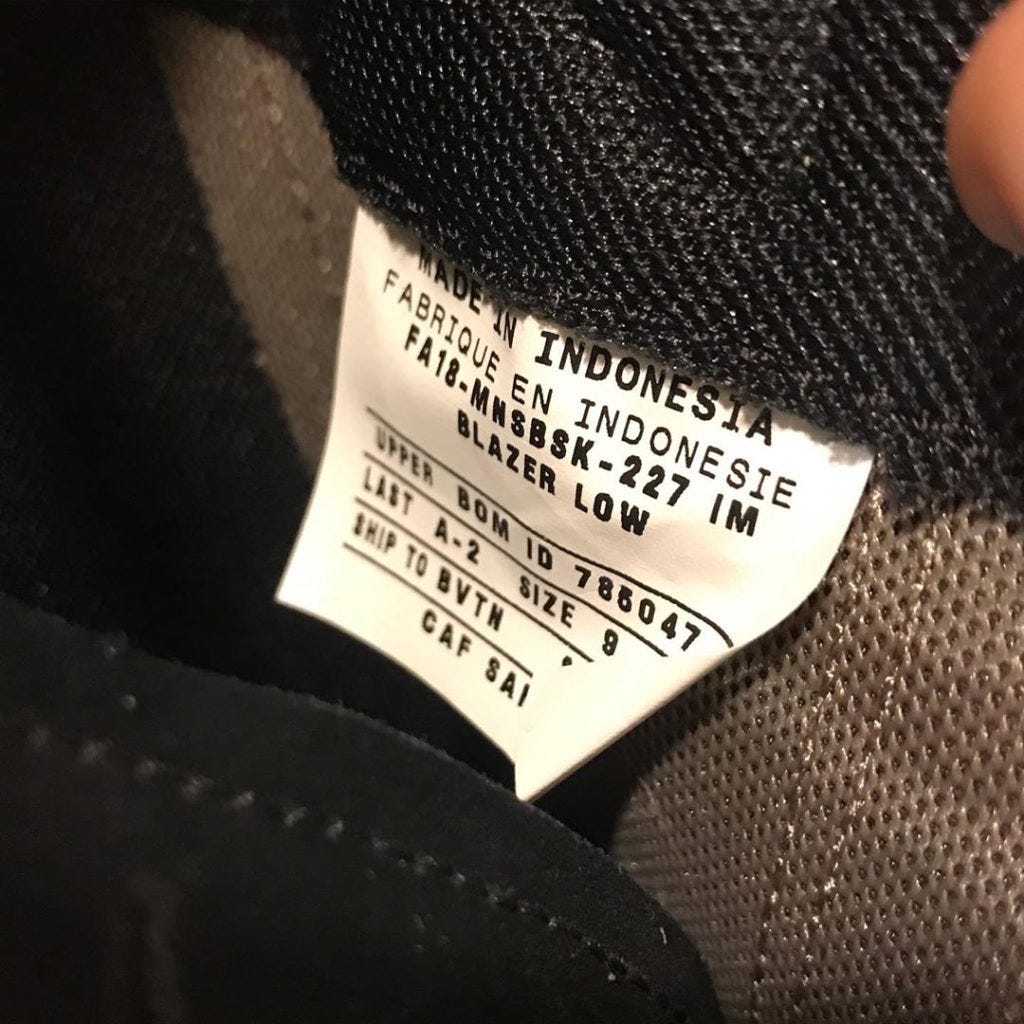 MADE IN INDONESIA
FABRIQUE EN INDONESIE
FA18-MNSBSK-227 IM
BLAZER LOW
UPPER BOM ID 785047
LAST A-2 SIZE 9
SHIP TO BVTN
CAF SAI